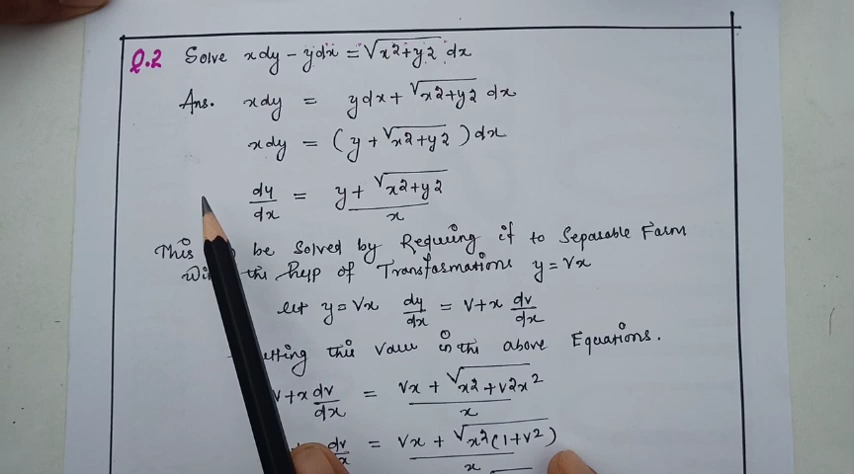 Q.2 Solve xdy - ydx = √x2+y2 dx
Ans. xdy = ydx + √x2+y2 dx
xdy = (y + √x2+y2) dx
dy/dx = y + √x2+y2 / x
This be Solved by Requiing it to Separable Form
the help of Transformations y = Vx
let y = Vx dy/dx = V + x dv/dx
this value in the above Equations.
V + x dv/dx = Vx + √x2+v2x2 / x
dv/x = Vx + √x2(1+v2) / x